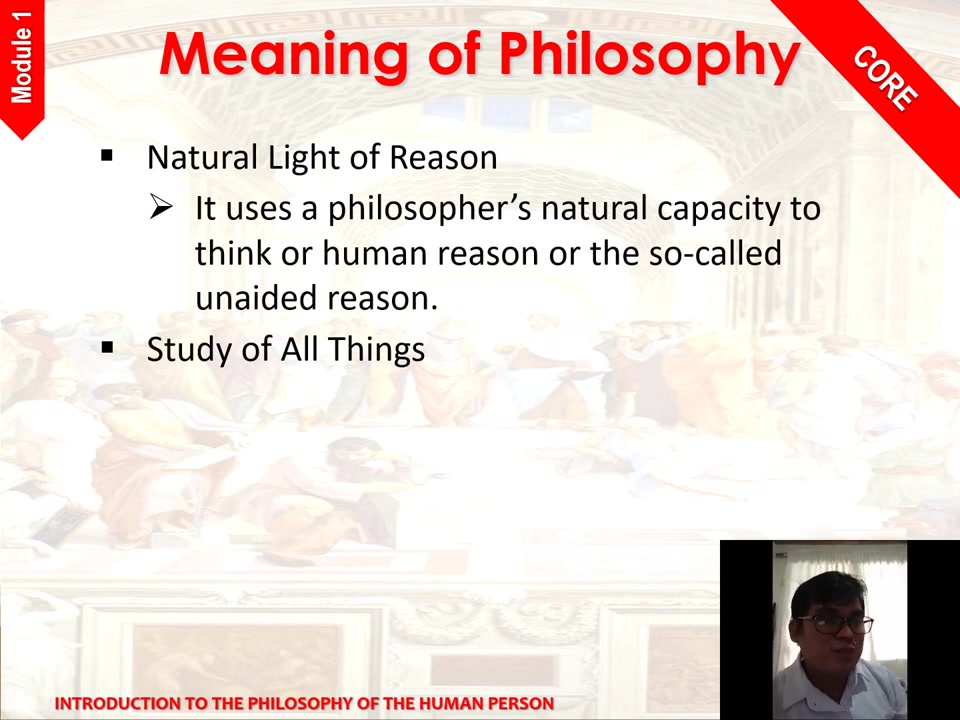 Module 1
Meaning of Philosophy
CORE
▪ Natural Light of Reason
➢ It uses a philosopher’s natural capacity to
think or human reason or the so-called
unaided reason.
▪ Study of All Things
INTRODUCTION TO THE PHILOSOPHY OF THE HUMAN PERSON